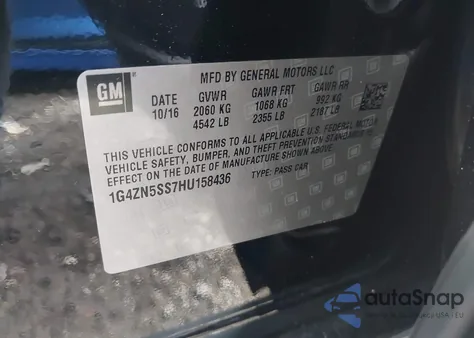 GM
MFD BY GENERAL MOTORS LLC
DATE GVWR GAWR FRT GAWR RR
10/16 2060 KG 1068 KG 992 KG
4542 LB 2355 LB 2187 LB
THIS VEHICLE CONFORMS TO ALL APPLICABLE U.S. FEDERAL MOTOR
VEHICLE SAFETY, BUMPER, AND THEFT PREVENTION STANDARDS IN
EFFECT ON THE DATE OF MANUFACTURE SHOWN ABOVE.
1G4ZN5SS7HU158436 TYPE: PASS CAR
autoSnap